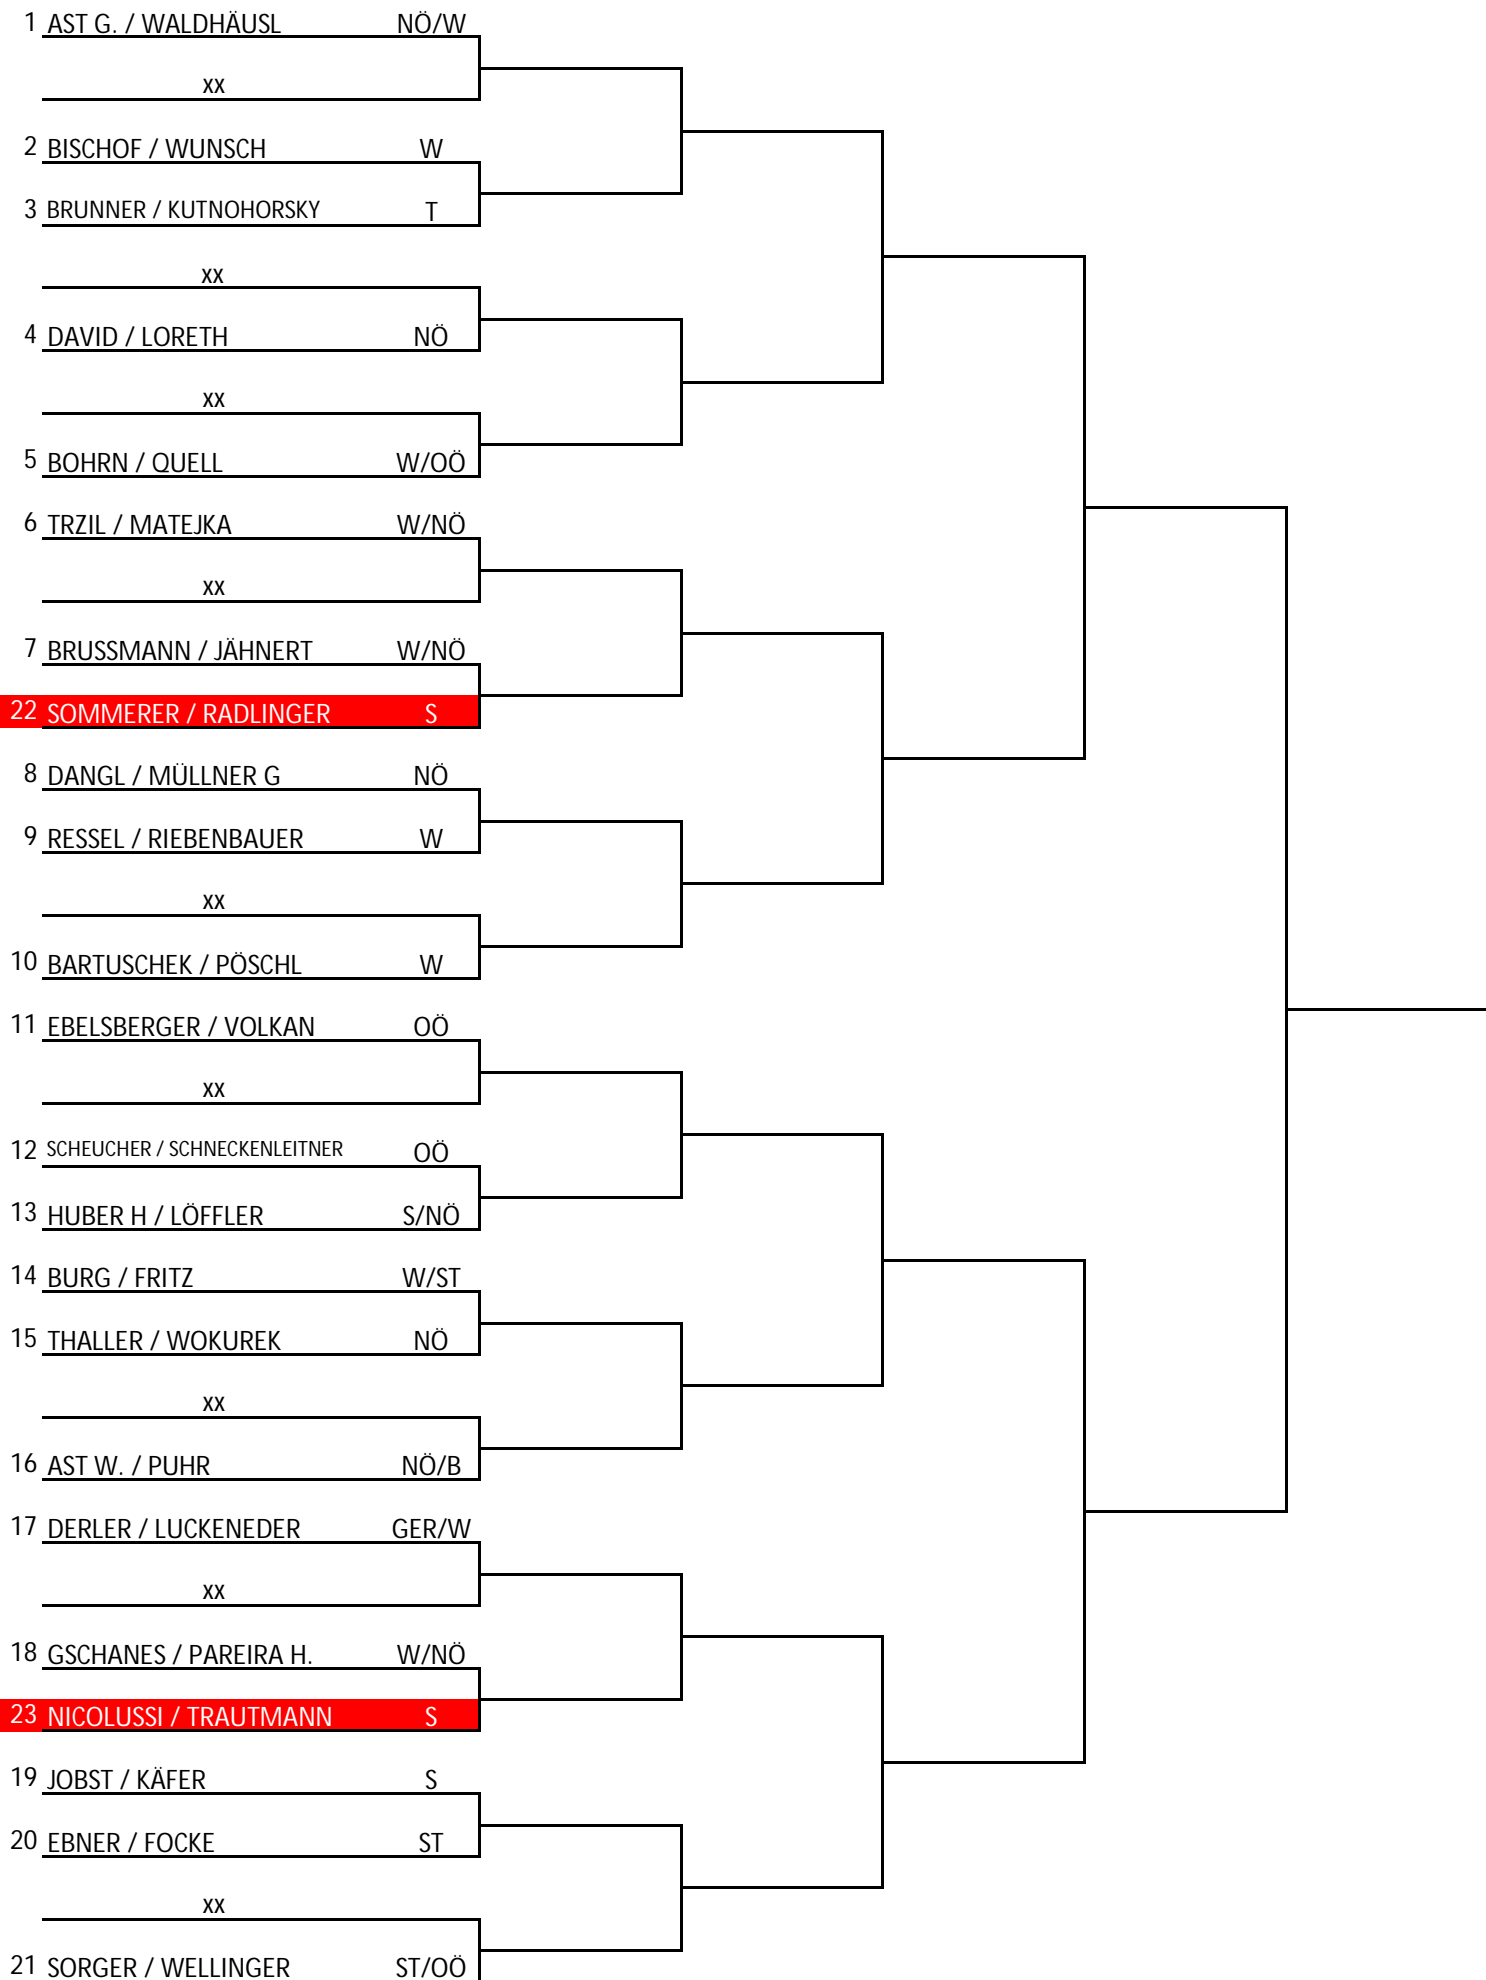 1 AST G. / WALDHÄUSL NÖ/W
xx
2 BISCHOF / WUNSCH W
3 BRUNNER / KUTNOHORSKY T
xx
4 DAVID / LORETH NÖ
xx
5 BOHRN / QUELL W/OÖ
6 TRZIL / MATEJKA W/NÖ
xx
7 BRUSSMANN / JÄHNERT W/NÖ
22 SOMMERER / RADLINGER S
8 DANGL / MÜLLNER G NÖ
9 RESSEL / RIEBENBAUER W
xx
10 BARTUSCHEK / PÖSCHL W
11 EBELSBERGER / VOLKAN OÖ
xx
12 SCHEUCHER / SCHNECKENLEITNER OÖ
13 HUBER H / LÖFFLER S/NÖ
14 BURG / FRITZ W/ST
15 THALLER / WOKUREK NÖ
xx
16 AST W. / PUHR NÖ/B
17 DERLER / LUCKENEDER GER/W
xx
18 GSCHANES / PAREIRA H. W/NÖ
23 NICOLUSSI / TRAUTMANN S
19 JOBST / KÄFER S
20 EBNER / FOCKE ST
xx
21 SORGER / WELLINGER ST/OÖ